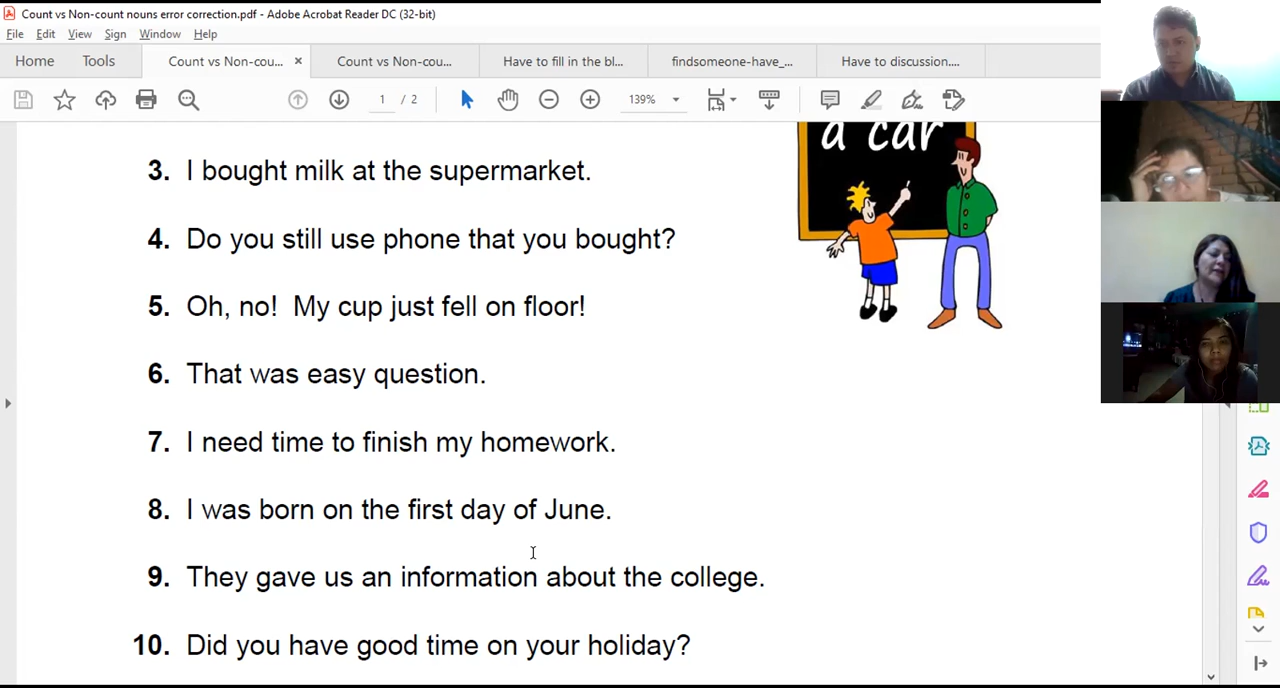 Count vs Non-count nouns error correction.pdf - Adobe Acrobat Reader DC (32-bit)
File Edit View Sign Window Help
Home Tools Count vs Non-cou... × Count vs Non-cou... Have to fill in the bl... findsomeone-have_... Have to discussion....
1 / 2 139%
a car
3. I bought milk at the supermarket.
4. Do you still use phone that you bought?
5. Oh, no! My cup just fell on floor!
6. That was easy question.
7. I need time to finish my homework.
8. I was born on the first day of June.
9. They gave us an information about the college.
10. Did you have good time on your holiday?